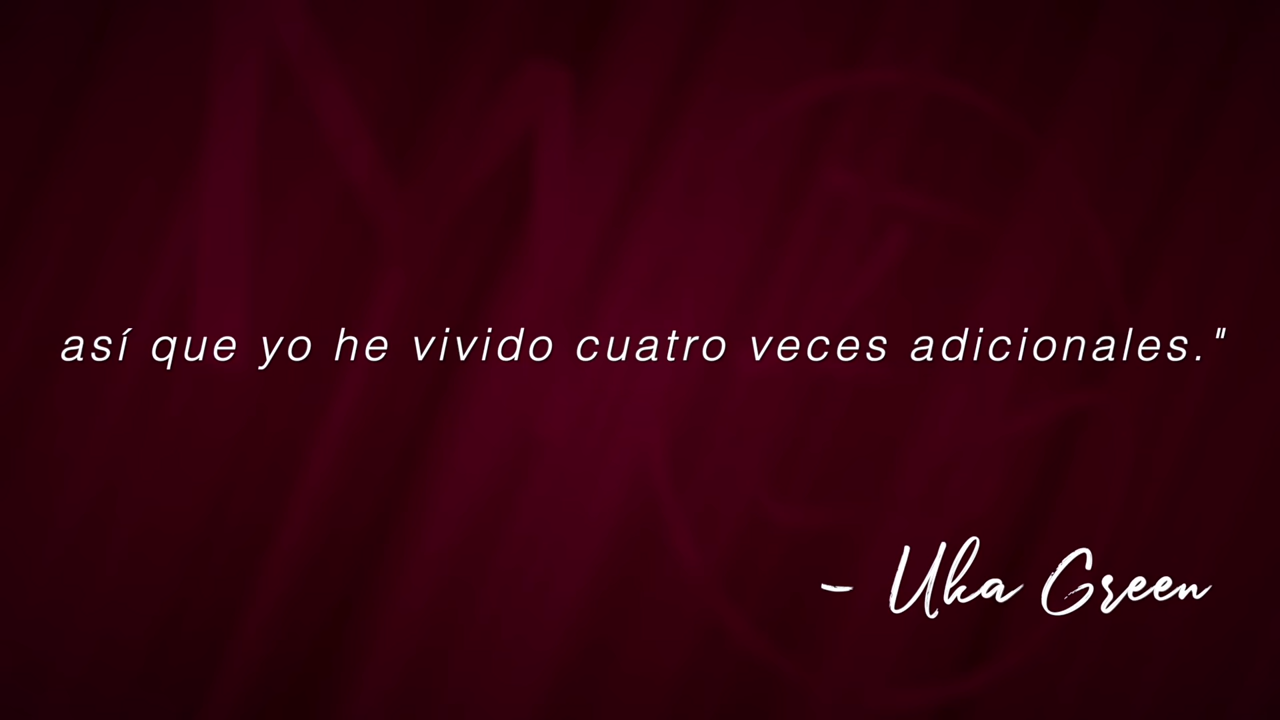 así que yo he vivido cuatro veces adicionales."
- Uka Green